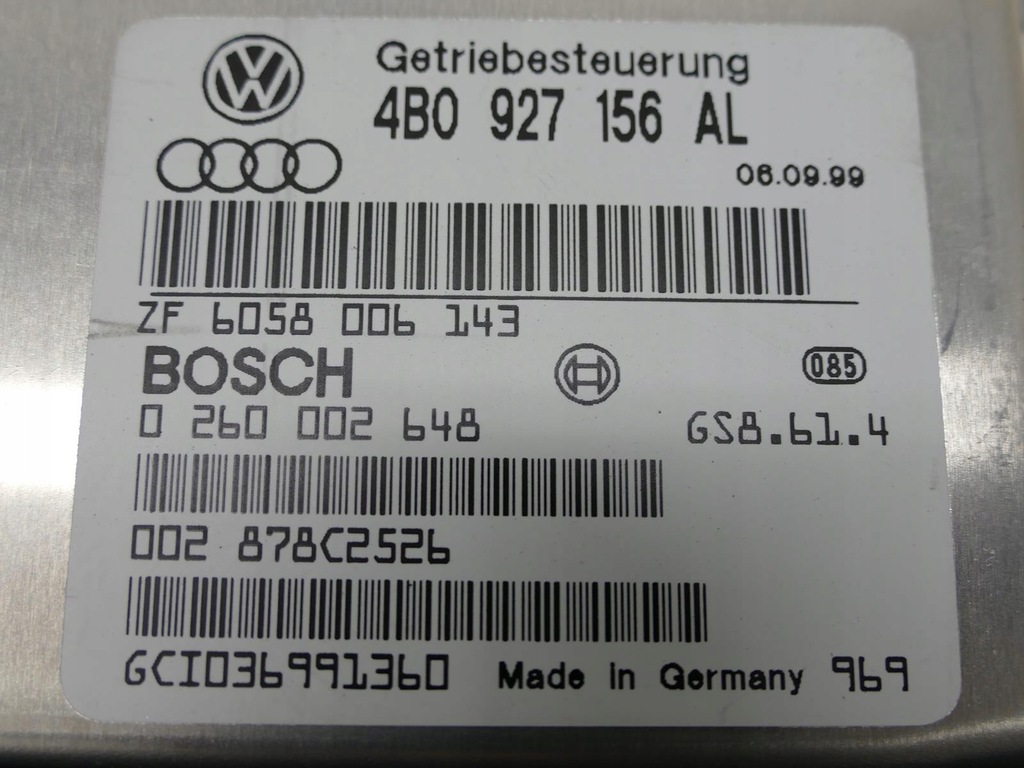 Getriebesteuerung
4B0 927 156 AL
06.09.99
ZF 6058 006 143
BOSCH
085
0 260 002 648 GS8.61.4
002 878C2526
GCI036991360 Made in Germany 969